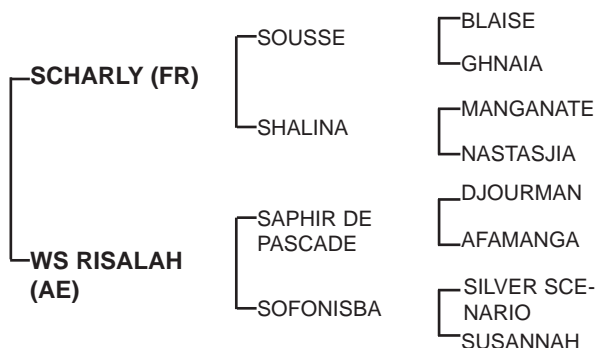 SCHARLY (FR)
SOUSSE
BLAISE
GHNAIA
SHALINA
MANGANATE
NASTASJIA
WS RISALAH
(AE)
SAPHIR DE
PASCADE
DJOURMAN
AFAMANGA
SOFONISBA
SILVER SCE-
NARIO
SUSANNAH